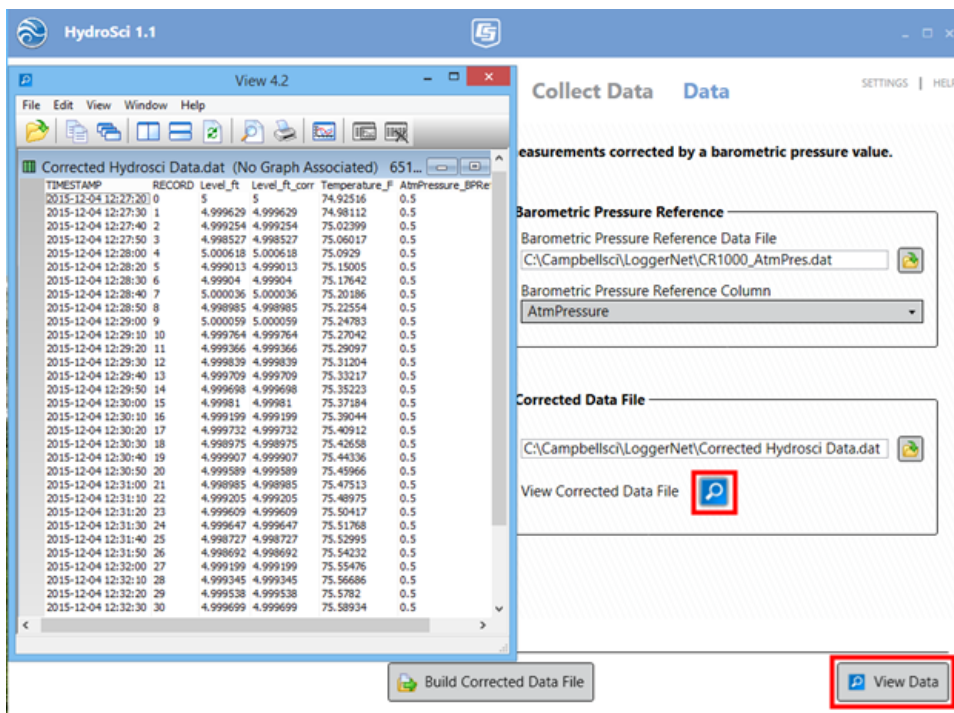 HydroSci 1.1
View 4.2
File Edit View Window Help
Corrected Hydrosci Data.dat (No Graph Associated) 651...
TIMESTAMP RECORD Level_ft Level_ft_corr Temperature_F AtmPressure_BPRe
2015-12-04 12:27:20 0 5 5 74.92516 0.5
2015-12-04 12:27:30 1 4.999629 4.999629 74.98112 0.5
2015-12-04 12:27:40 2 4.999254 4.999254 75.02399 0.5
2015-12-04 12:27:50 3 4.998527 4.998527 75.06017 0.5
2015-12-04 12:28:00 4 5.000618 5.000618 75.0929 0.5
2015-12-04 12:28:20 5 4.999013 4.999013 75.15005 0.5
2015-12-04 12:28:30 6 4.99904 4.99904 75.17642 0.5
2015-12-04 12:28:40 7 5.000036 5.000036 75.20186 0.5
2015-12-04 12:28:50 8 4.998985 4.998985 75.22554 0.5
2015-12-04 12:29:00 9 5.000059 5.000059 75.24783 0.5
2015-12-04 12:29:10 10 4.999764 4.999764 75.27042 0.5
2015-12-04 12:29:20 11 4.999366 4.999366 75.29097 0.5
2015-12-04 12:29:30 12 4.999839 4.999839 75.31204 0.5
2015-12-04 12:29:40 13 4.999709 4.999709 75.33217 0.5
2015-12-04 12:29:50 14 4.999698 4.999698 75.35223 0.5
2015-12-04 12:30:00 15 4.99981 4.99981 75.37184 0.5
2015-12-04 12:30:10 16 4.999199 4.999199 75.39044 0.5
2015-12-04 12:30:20 17 4.999732 4.999732 75.40912 0.5
2015-12-04 12:30:30 18 4.998975 4.998975 75.42658 0.5
2015-12-04 12:30:40 19 4.999907 4.999907 75.44336 0.5
2015-12-04 12:30:50 20 4.999589 4.999589 75.45966 0.5
2015-12-04 12:31:00 21 4.998985 4.998985 75.47513 0.5
2015-12-04 12:31:10 22 4.999205 4.999205 75.48975 0.5
2015-12-04 12:31:20 23 4.999609 4.999609 75.50417 0.5
2015-12-04 12:31:30 24 4.999647 4.999647 75.51768 0.5
2015-12-04 12:31:40 25 4.998727 4.998727 75.52995 0.5
2015-12-04 12:31:50 26 4.998692 4.998692 75.54232 0.5
2015-12-04 12:32:00 27 4.999199 4.999199 75.55476 0.5
2015-12-04 12:32:10 28 4.999345 4.999345 75.56686 0.5
2015-12-04 12:32:20 29 4.999538 4.999538 75.5782 0.5
2015-12-04 12:32:30 30 4.999699 4.999699 75.58934 0.5
Collect Data Data
SETTINGS | HELP
easurements corrected by a barometric pressure value.
Barometric Pressure Reference
Barometric Pressure Reference Data File
C:\Campbellsci\LoggerNet\CR1000_AtmPres.dat
Barometric Pressure Reference Column
AtmPressure
Corrected Data File
C:\Campbellsci\LoggerNet\Corrected Hydrosci Data.dat
View Corrected Data File
Build Corrected Data File
View Data